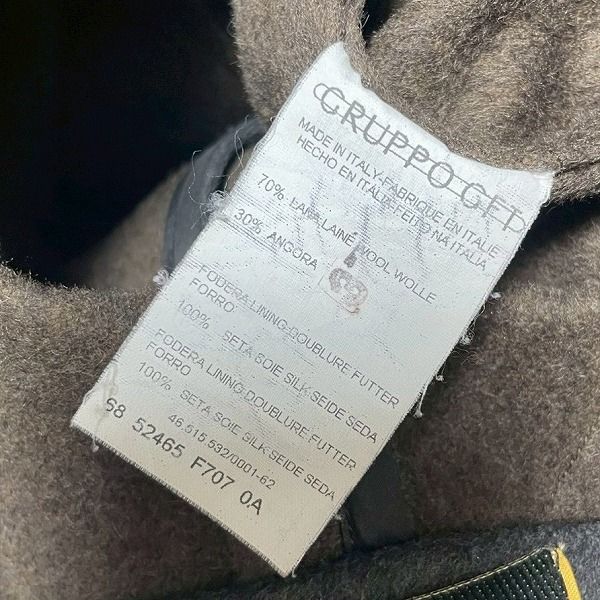 GRUPPO GFT
MADE IN ITALY-FABRIQUE EN ITALIE
HECHO EN ITALIA-FEITO NA ITALIA
70% LANA LAINE WOOL WOLLE
30% ANGORA
FODERA LINING DOUBLURE FUTTER
FORRO
100% SETA SOIE SILK SEIDE SEDA
FODERA LINING DOUBLURE FUTTER
FORRO
100% SETA SOIE SILK SEIDE SEDA
46.515 532/0001-62
68 52465 F707 0A